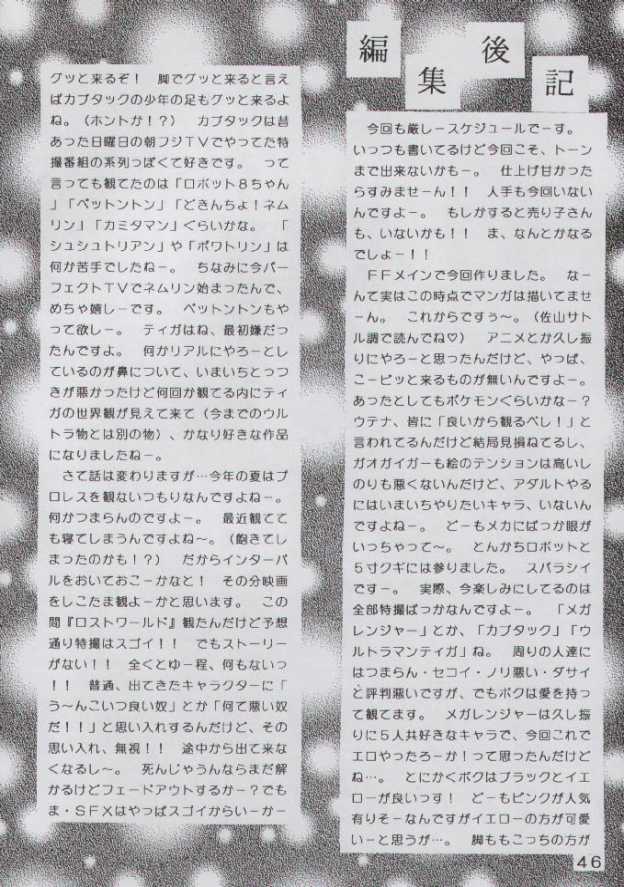 編集後記
今回も厳しースケジュールでーす。
いっつも書いてるけど今回こそ、トーン
まで出来ないかもー。 仕上げ甘かった
らすみませーん！！ 人手も今回いない
んですよー。 もしかすると売り子さん
も、いないかも！！ ま、なんとかなる
でしょー！！
ＦＦメインで今回作りました。 なー
んて実はこの時点でマンガは描いてませ
ーん。 これからですぅ～。（佐山サト
ル調で読んでね♡） アニメとか久し振
りにやろーと思ったんだけど、やっぱ、
こーピッと来るものが無いんですよー。
あったとしてもポケモンぐらいかなー？
ウテナ、皆に「良いから観るべし！」と
言われてるんだけど結局見損ねてるし、
ガオガイガーも絵のテンションは高いし
のりも悪くないんだけど、アダルトやる
にはいまいちやりたいキャラ、いないん
ですよねー。 どーもメカにばっか眼が
いっちゃって～。 とんかちロボットと
５寸クギには参りました。 スバラシイ
ですー。 実際、今楽しみにしてるのは
全部特撮ばっかなんですよー。 「メガ
レンジャー」とか、「カブタック」「ウ
ルトラマンティガ」ね。 周りの人達に
はつまらん・セコイ・ノリ悪い・ダサイ
と評判悪いですが、でもボクは愛を持っ
て観てます。 メガレンジャーは久し振
りに５人共好きなキャラで、今回これで
エロやったろーか！って思ったんだけど
ね…。 とにかくボクはブラックとイエ
ローが良いっす！ どーもピンクが人気
有りそーなんですがイエローの方が可愛
いーと思うが…。 脚ももこっちの方が
グッと来るぞ！ 脚でグッと来ると言え
ばカブタックの少年の足もグッと来るよ
ね。（ホントか！？） カブタックは昔
あった日曜日の朝フジＴＶでやってた特
撮番組の系列っぽくて好きです。 って
言っても観てたのは「ロボット８ちゃん
」「ペットントン」「どきんちょ！ネム
リン」「カミタマン」ぐらいかな。 「
シュシュトリアン」や「ポワトリン」は
何か苦手でしたねー。 ちなみに今パー
フェクトＴＶでネムリン始まったんで、
めちゃ嬉しーです。 ペットントンもや
って欲しー。 ティガはね、最初嫌だっ
たんですよ。 何かリアルにやろーとし
ているのが鼻について、いまいちとっつ
きが悪かったけど何回か観てる内にティ
ガの世界観が見えて来て（今までのウル
トラ物とは別の物）、かなり好きな作品
になりましたねー。
さて話は変わりますが…今年の夏はプ
ロレスを観ないつもりなんですよねー。
何かつまらんのですよー。 最近観てて
も寝てしまうんですよね～。（飽きてし
まったのかも！？） だからインターバ
ルをおいておこーかなと！ その分映画
をしこたま観よーかと思います。 この
間『ロストワールド』観たんだけど予想
通り特撮はスゴイ！！ でもストーリー
がない！！ 全くとゆー程、何もないっ
！！ 普通、出てきたキャラクターに「
う～んこいつ良い奴」とか「何て悪い奴
だ！！」と思い入れするんだけど、その
思い入れ、無視！！ 途中から出て来な
くなるし～。 死んじゃうんならまだ解
かるけどフェードアウトするかー？でも
ま・ＳＦＸはやっぱスゴイからいーかー
46